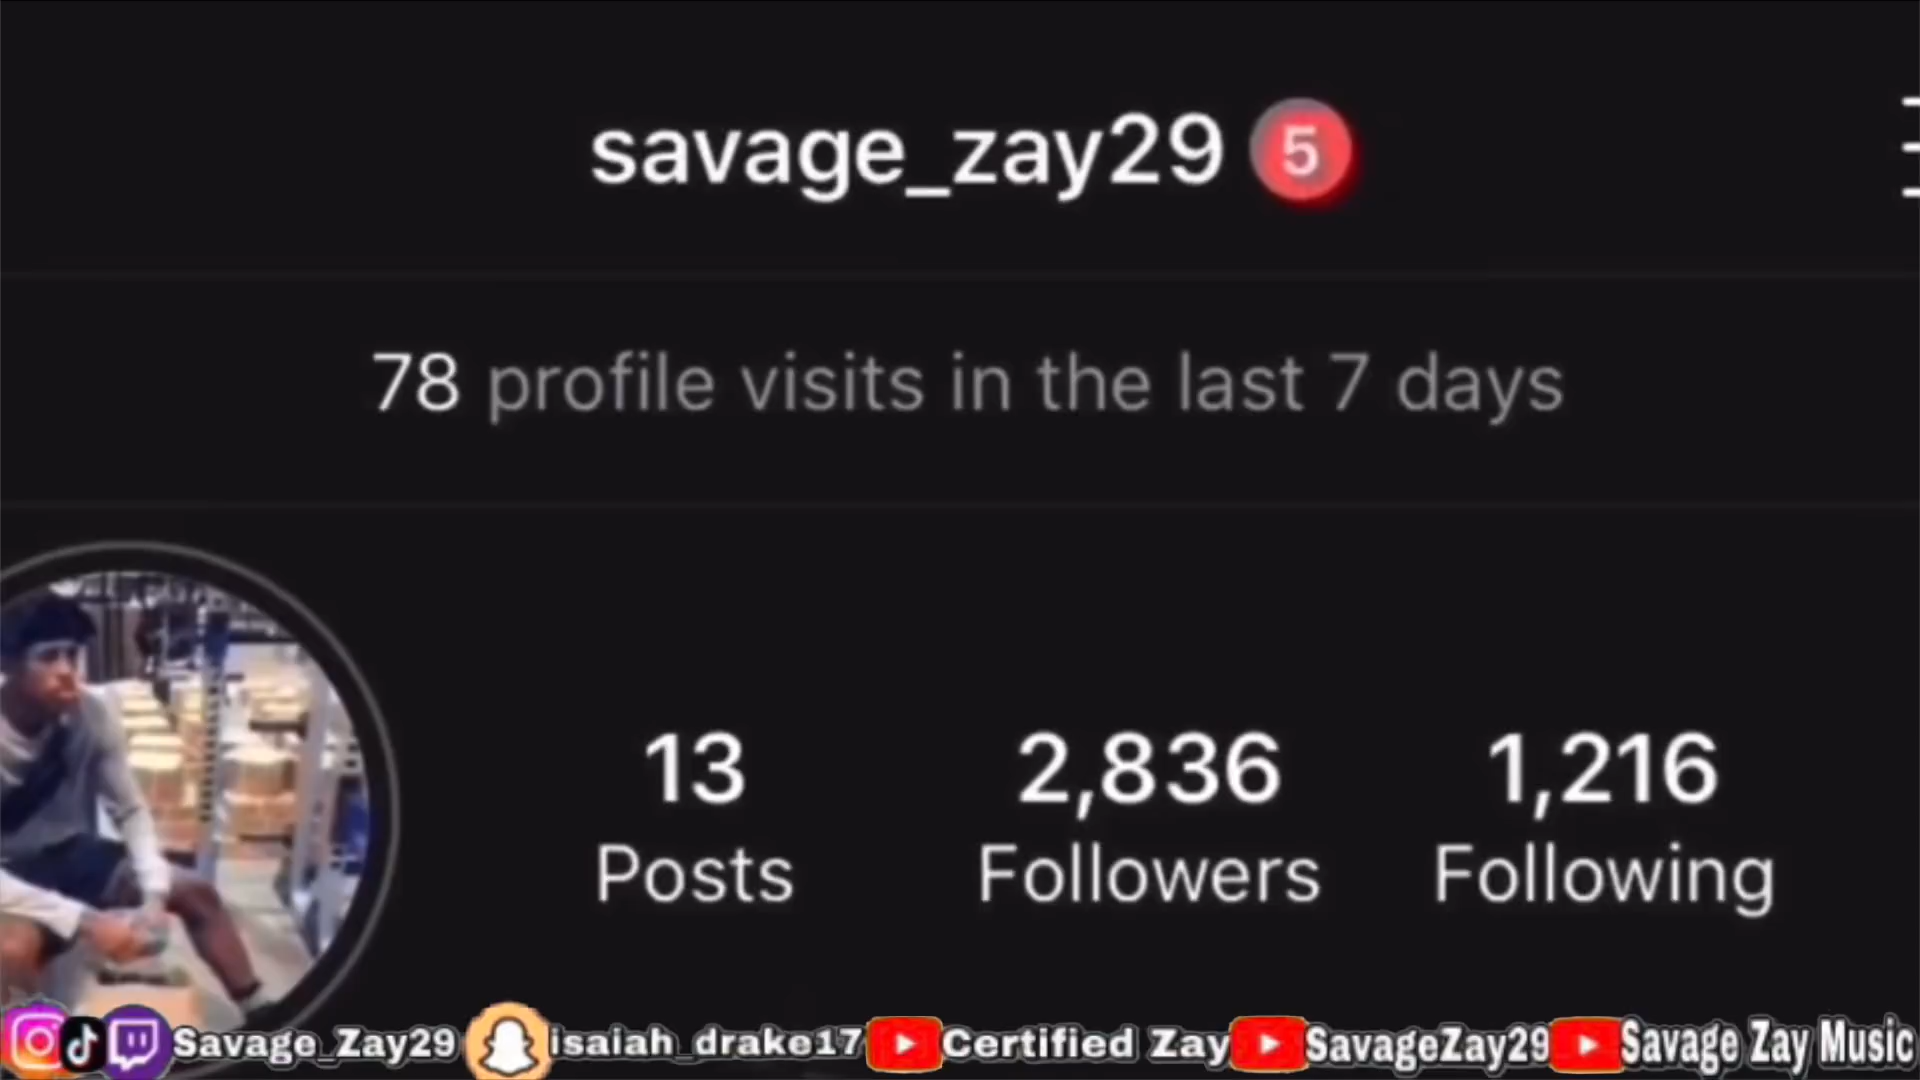 savage_zay29 5
78 profile visits in the last 7 days
13 2,836 1,216
Posts Followers Following
Savage_Zay29 isaiah_drake17 Certified Zay SavageZay29 Savage Zay Music